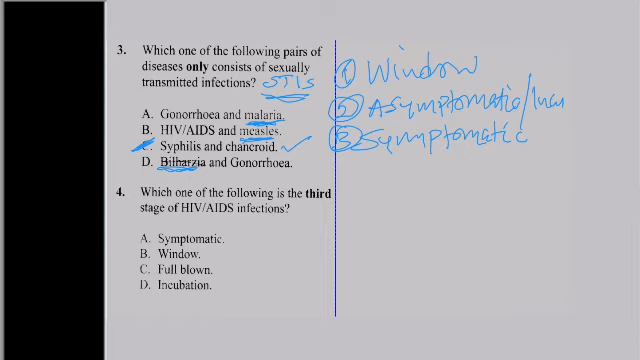 3. Which one of the following pairs of
diseases only consists of sexually
transmitted infections? STIS
A. Gonorrhoea and malaria.
B. HIV/AIDS and measles.
C. Syphilis and chancroid.
D. Bilharzia and Gonorrhoea.
4. Which one of the following is the third
stage of HIV/AIDS infections?
A. Symptomatic.
B. Window.
C. Full blown.
D. Incubation.
① Window
② Asymptomatic/Incu
③ Symptomatic